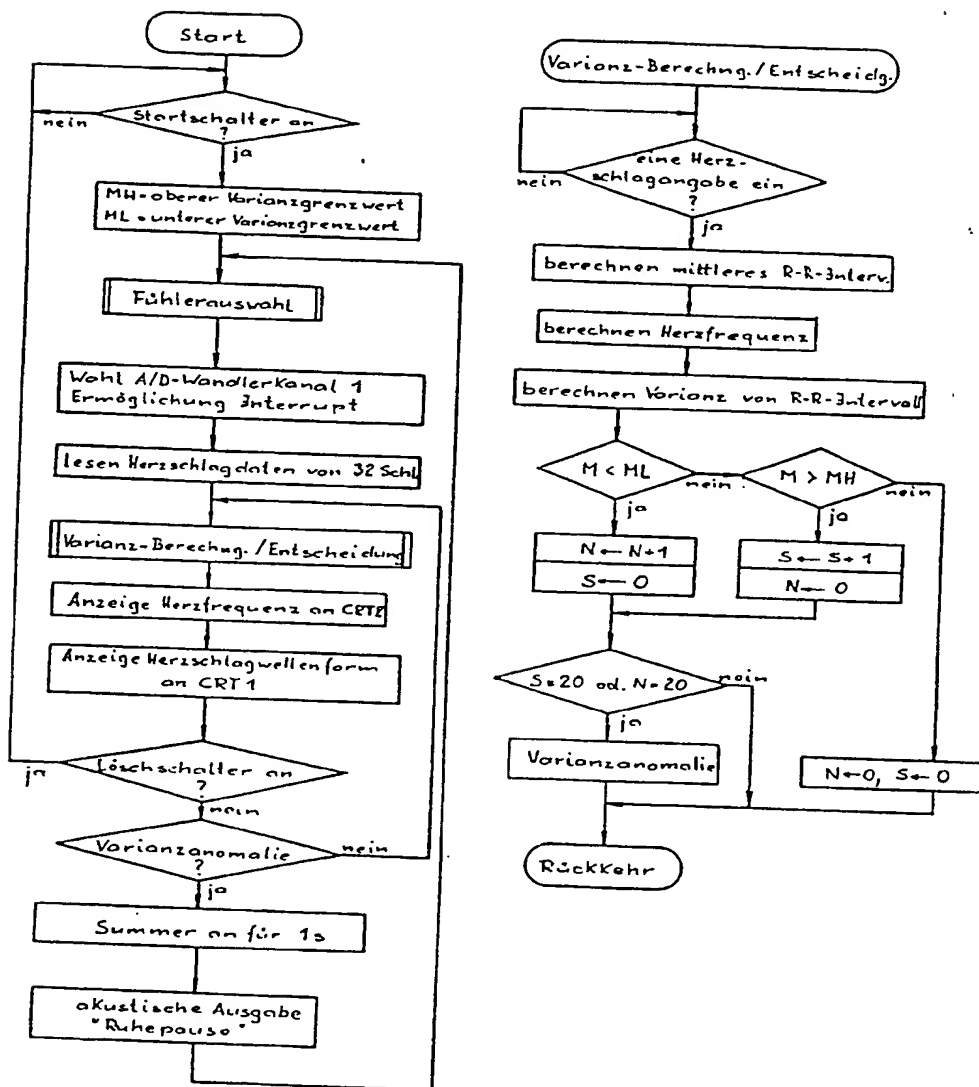 Start
Startschalter an
?
nein
ja
MH=oberer Varianzgrenzwert
ML=unterer Varianzgrenzwert
Fühlerauswahl
Wahl A/D-Wandlerkanal 1
Ermöglichung Interrupt
lesen Herzschlagdaten von 32 Schl
Varianz-Berechng./Entscheidung
Anzeige Herzfrequenz an CRT2
Anzeige Herzschlagwellenform
an CRT 1
Löschschalter an
?
ja
nein
Varianzanomalie
?
nein
ja
Summer an für 1s
akustische Ausgabe
"Ruhepause"
Varianz-Berechng./Entscheidg.
eine Herz-
schlagangabe ein
?
nein
ja
berechnen mittleres R-R-Interv.
berechnen Herzfrequenz
berechnen Varianz von R-R-Intervall
M < ML
nein
M > MH
nein
ja
ja
N ← N+1
S ← 0
S ← S+1
N ← 0
S=20 od. N=20
nein
ja
Varianzanomalie
N←0, S←0
Rückkehr